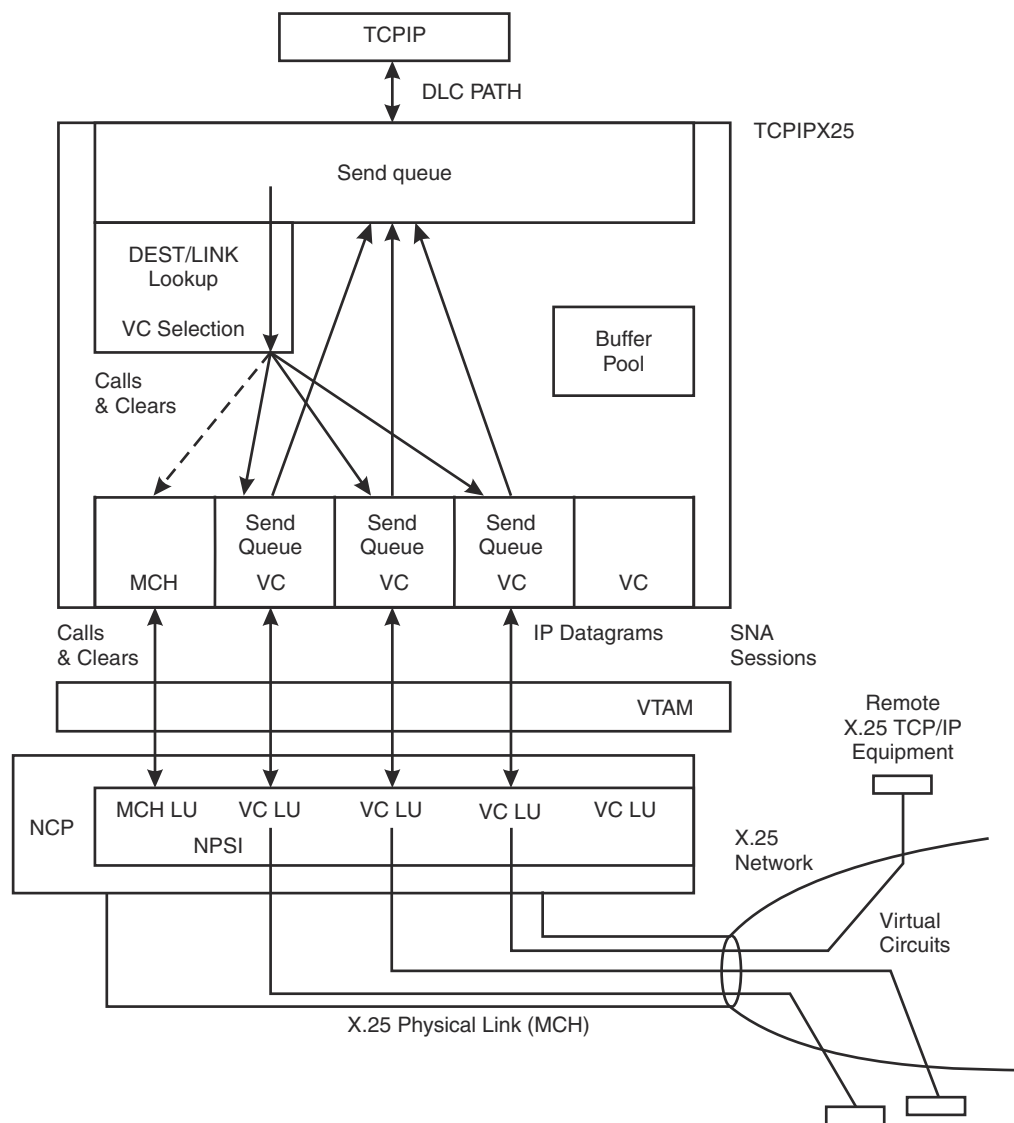 TCPIP
DLC PATH
TCPIPX25
Send queue
DEST/LINK
Lookup
VC Selection
Buffer
Pool
Calls
& Clears
Send
Queue
Send
Queue
Send
Queue
MCH
VC
VC
VC
VC
Calls
& Clears
IP Datagrams
SNA
Sessions
VTAM
Remote
X.25 TCP/IP
Equipment
NCP
MCH LU
VC LU
VC LU
VC LU
VC LU
NPSI
X.25
Network
Virtual
Circuits
X.25 Physical Link (MCH)